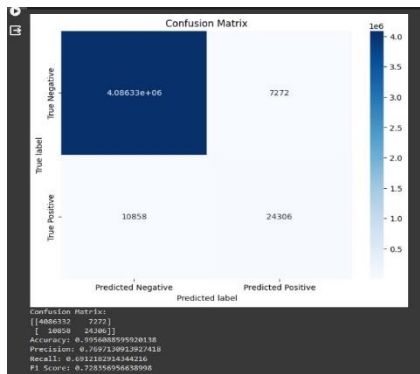 Confusion Matrix
1e6
4.0
3.5
3.0
2.5
2.0
1.5
1.0
0.5
True label
True Negative
4.08633e+06 7272
True Positive
10858 24306
Predicted Negative Predicted Positive
Predicted label
Confusion Matrix:
[[4086332 7272]
[ 10858 24306]]
Accuracy: 0.9956088595920138
Precision: 0.7697130913927418
Recall: 0.6912182914344216
F1 Score: 0.728356956638998